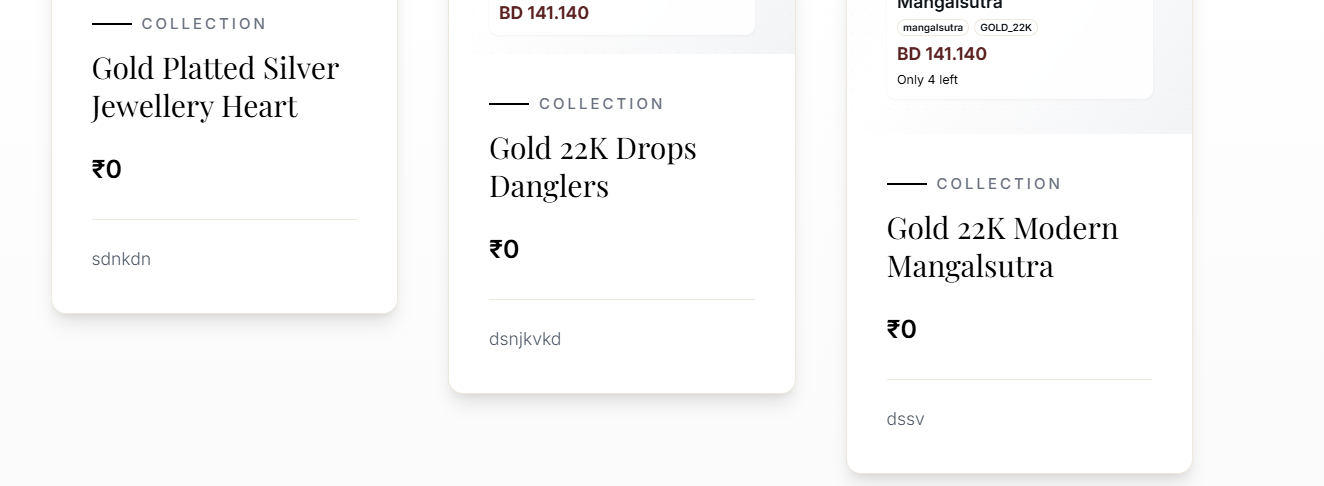 COLLECTION
Gold Platted Silver
Jewellery Heart
₹0
sdnkdn
BD 141.140
COLLECTION
Gold 22K Drops
Danglers
₹0
dsnjkvkd
Mangalsutra
mangalsutra GOLD_22K
BD 141.140
Only 4 left
COLLECTION
Gold 22K Modern
Mangalsutra
₹0
dssv